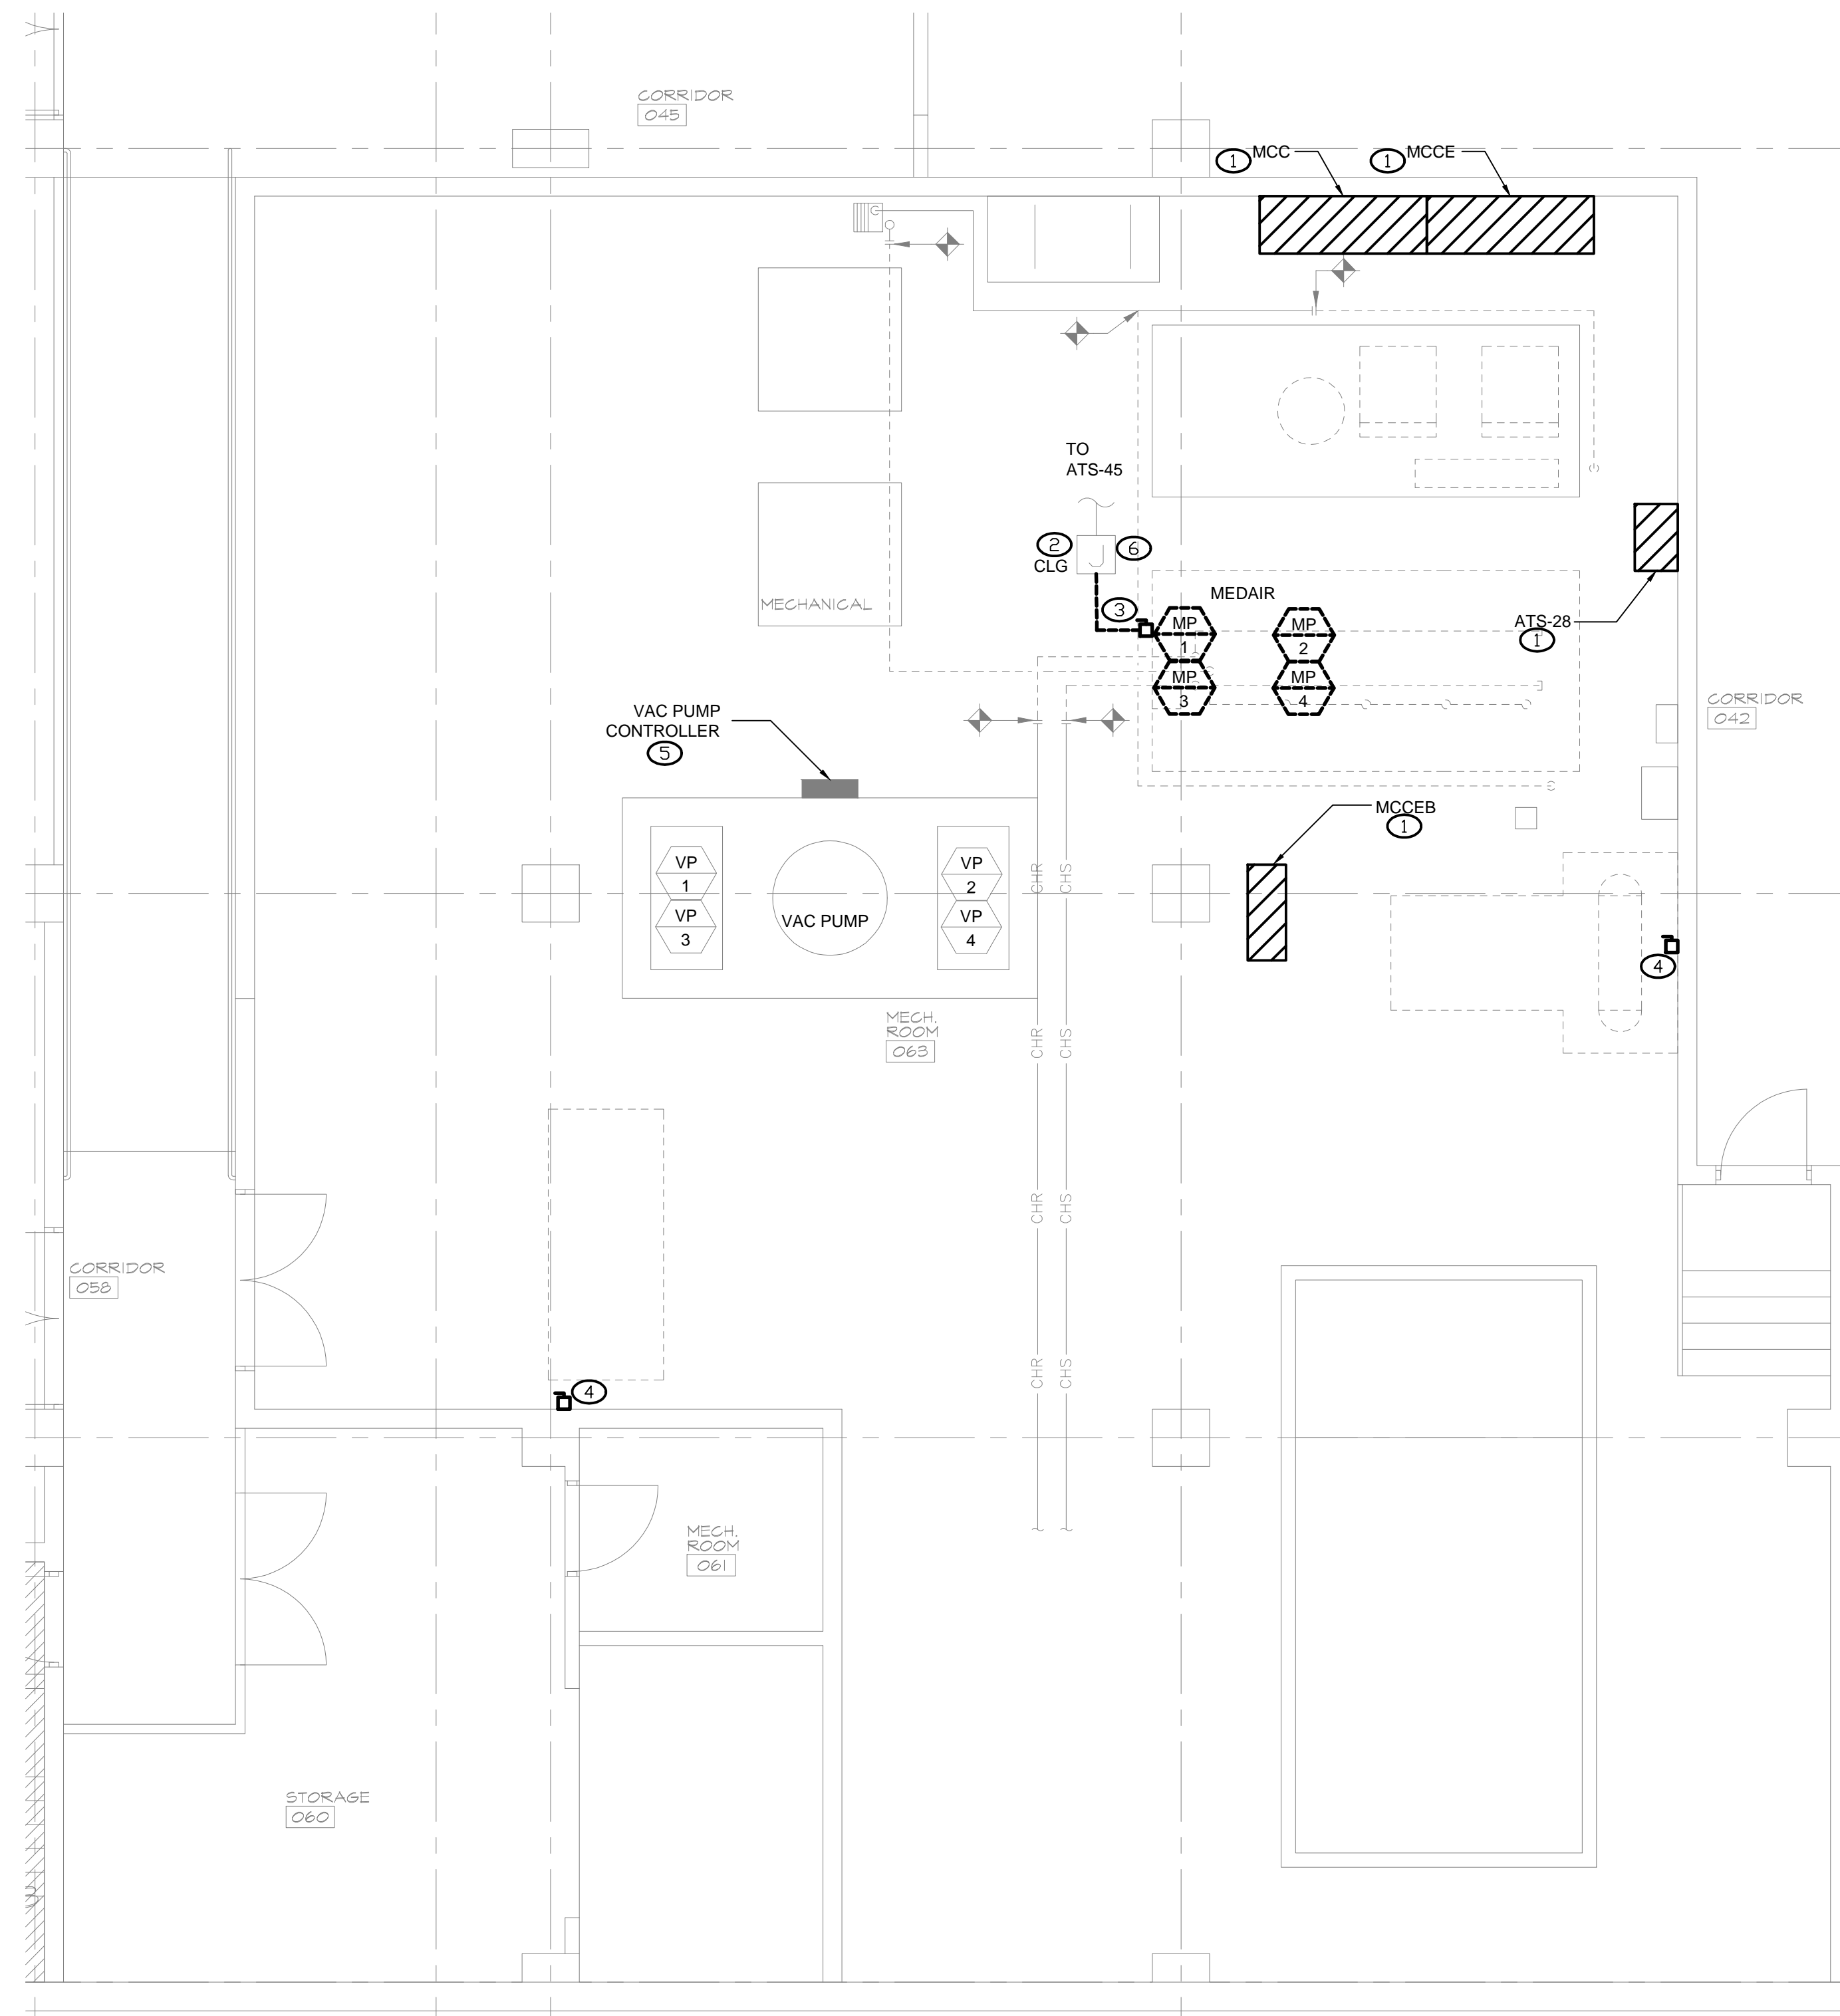 CORRIDOR
045
1 MCC
1 MCCE
TO
ATS-45
2
CLG
J
6
3
MEDAIR
MP
1
MP
2
MP
3
MP
4
MECHANICAL
ATS-28
1
CORRIDOR
042
VAC PUMP
CONTROLLER
5
MCCEB
1
VP
1
VP
2
VP
3
VP
4
VAC PUMP
CHR
CHS
4
MECH.
ROOM
063
CHR
CHS
CHR
CHS
CORRIDOR
058
CHR
CHS
4
MECH.
ROOM
061
STORAGE
060